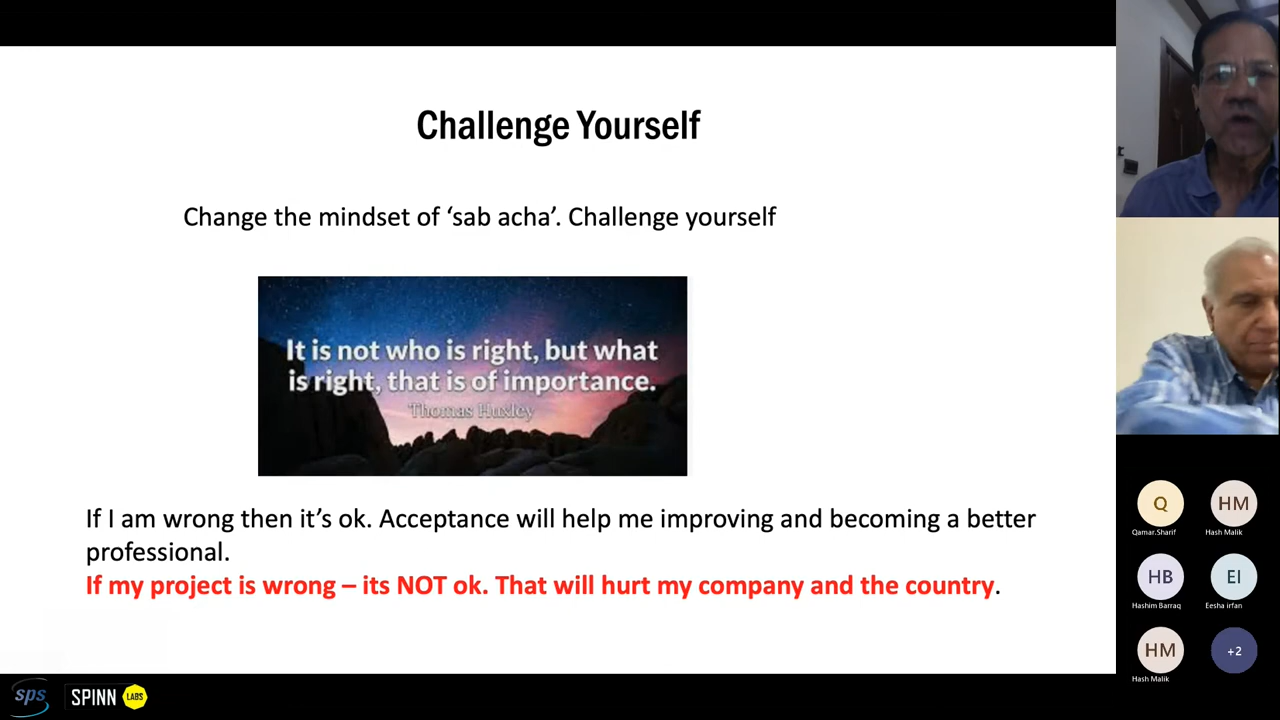 Challenge Yourself
Change the mindset of ‘sab acha’. Challenge yourself
It is not who is right, but what
is right, that is of importance.
Thomas Huxley
If I am wrong then it’s ok. Acceptance will help me improving and becoming a better
professional.
If my project is wrong – its NOT ok. That will hurt my company and the country.
sps SPINN LABS
Q HM
Qamar.Sharif Hash Malik
HB EI
Hashim Barraq Eesha irfan
HM +2
Hash Malik